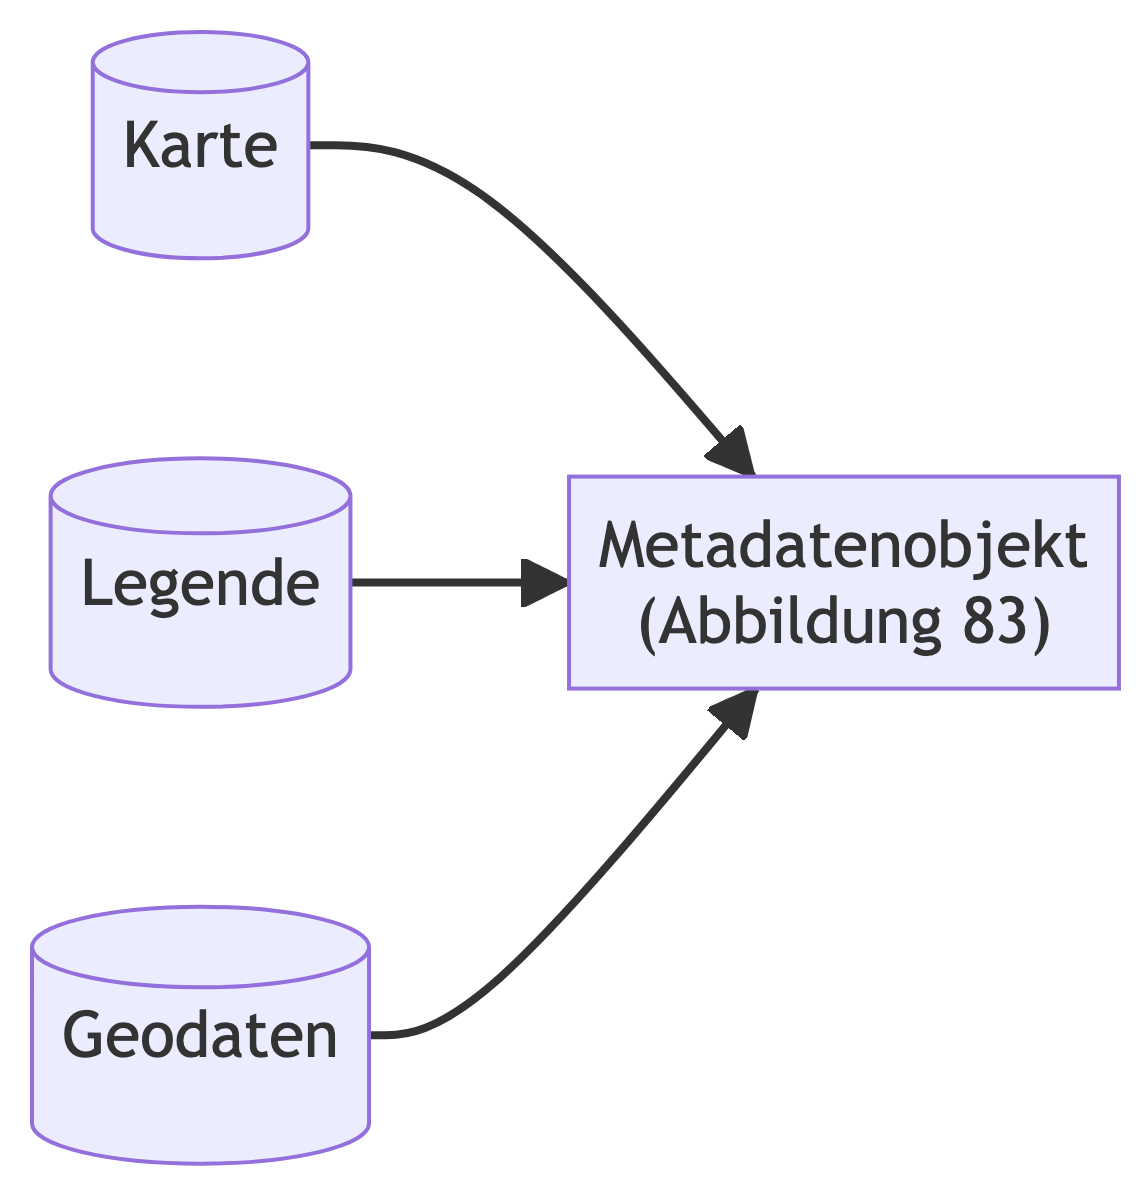 Karte
Legende
Metadatenobjekt
(Abbildung 83)
Geodaten